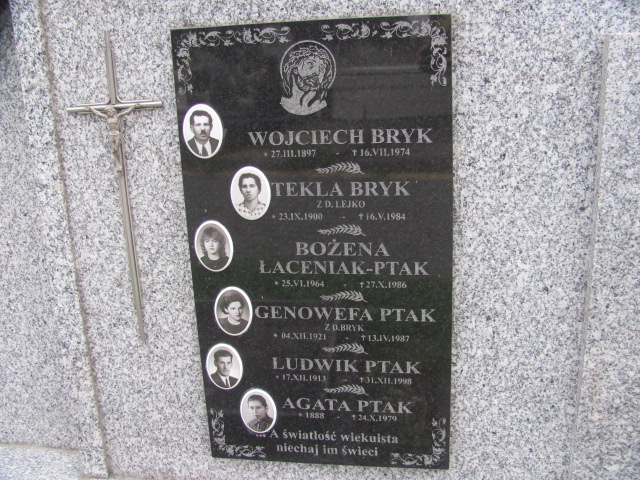 WOJCIECH BRYK
* 27.III.1897 - † 16.VII.1974
TEKLA BRYK
Z D. LEJKO
* 23.IX.1900 - † 16.V.1984
BOŻENA
ŁACENIAK-PTAK
* 25.VI.1964 † 27.X.1986
GENOWEFA PTAK
Z D.BRYK
* 04.XII.1921 - † 13.IV.1987
LUDWIK PTAK
* 17.XII.1913 † 31.XII.1998
AGATA PTAK
* 1888 - † 24.X.1979
... A światłość wiekuista
niechaj im świeci